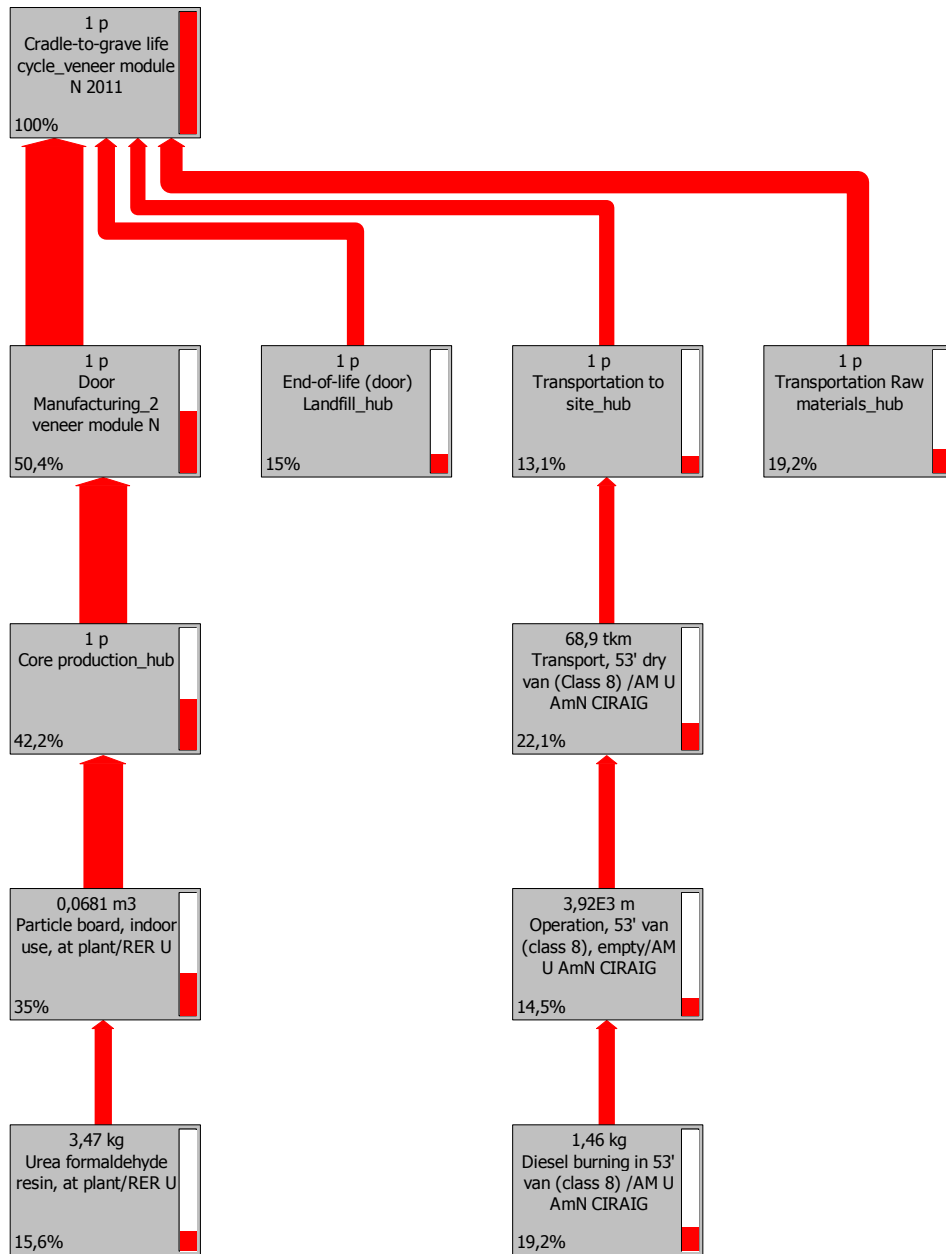 1 p
Cradle-to-grave life
cycle_veneer module
N 2011
100%
1 p
Door
Manufacturing_2
veneer module N
50,4%
1 p
End-of-life (door)
Landfill_hub
15%
1 p
Transportation to
site_hub
13,1%
1 p
Transportation Raw
materials_hub
19,2%
1 p
Core production_hub
42,2%
68,9 tkm
Transport, 53' dry
van (Class 8) /AM U
AmN CIRAIG
22,1%
0,0681 m3
Particle board, indoor
use, at plant/RER U
35%
3,92E3 m
Operation, 53' van
(class 8), empty/AM
U AmN CIRAIG
14,5%
3,47 kg
Urea formaldehyde
resin, at plant/RER U
15,6%
1,46 kg
Diesel burning in 53'
van (class 8) /AM U
AmN CIRAIG
19,2%